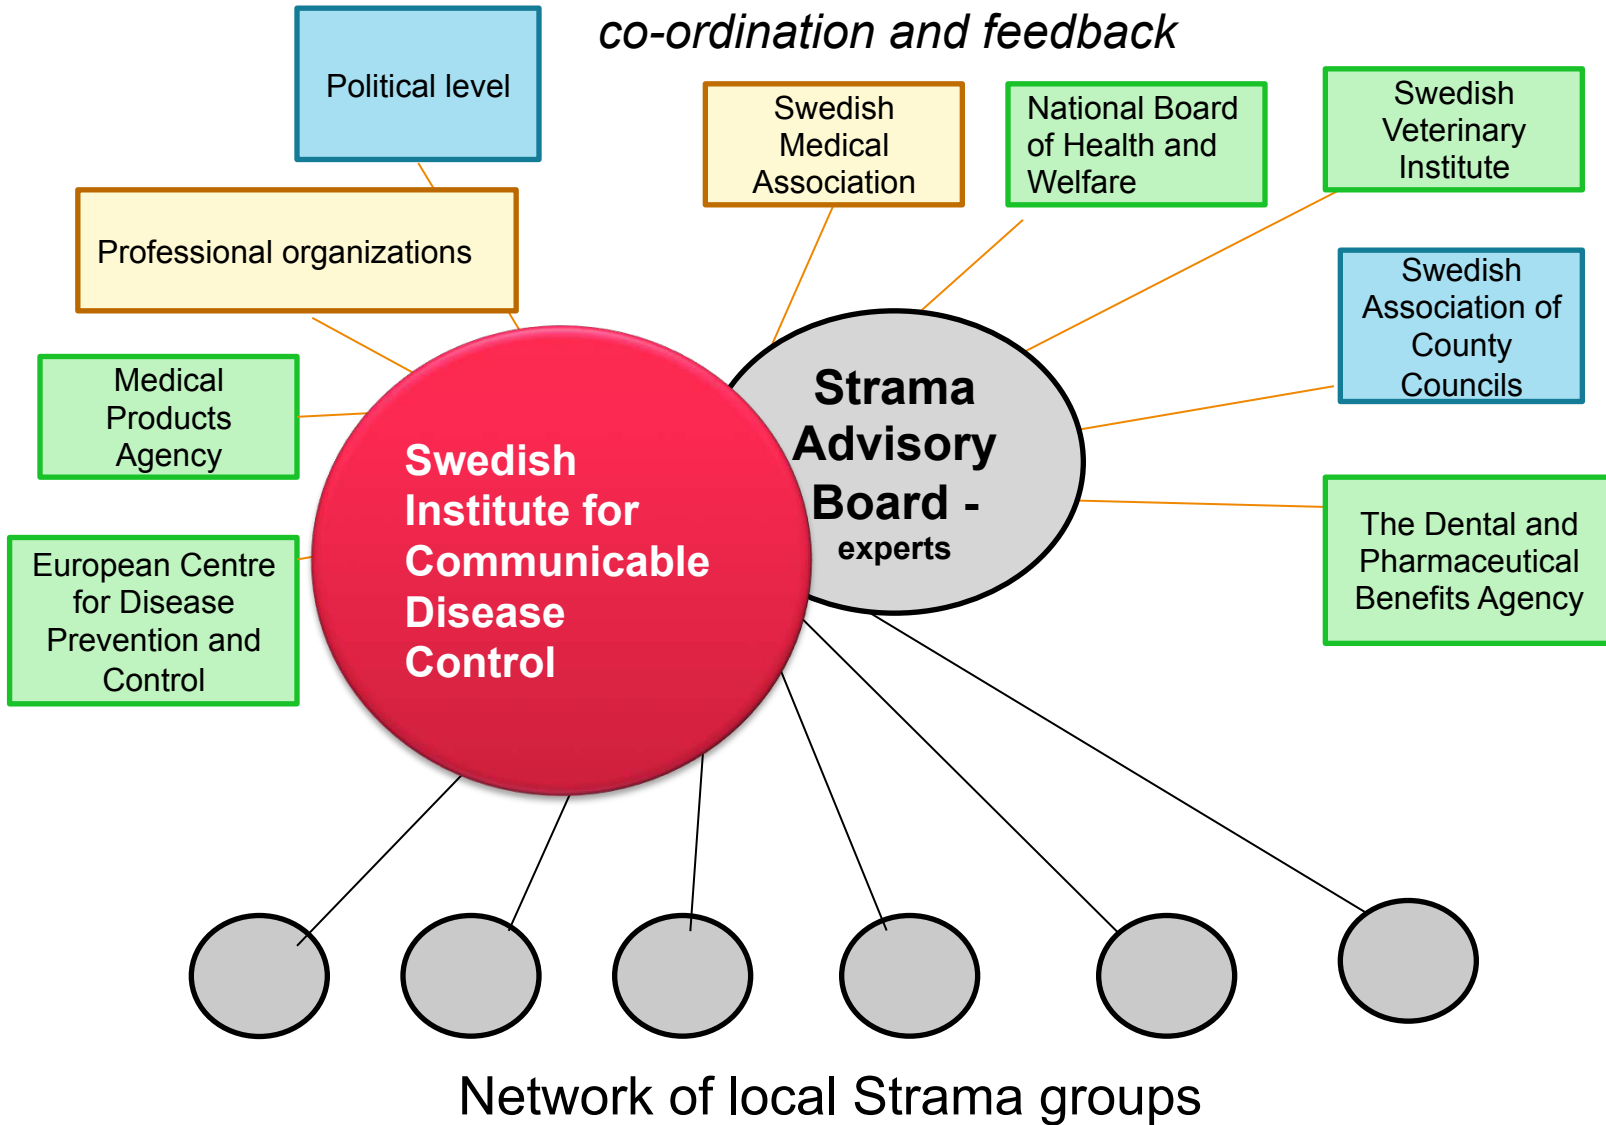 co-ordination and feedback
Political level
Swedish
Medical
Association
National Board
of Health and
Welfare
Swedish
Veterinary
Institute
Professional organizations
Swedish
Association of
County
Councils
Medical
Products
Agency
Strama
Advisory
Board -
experts
Swedish
Institute for
Communicable
Disease
Control
European Centre
for Disease
Prevention and
Control
The Dental and
Pharmaceutical
Benefits Agency
Network of local Strama groups